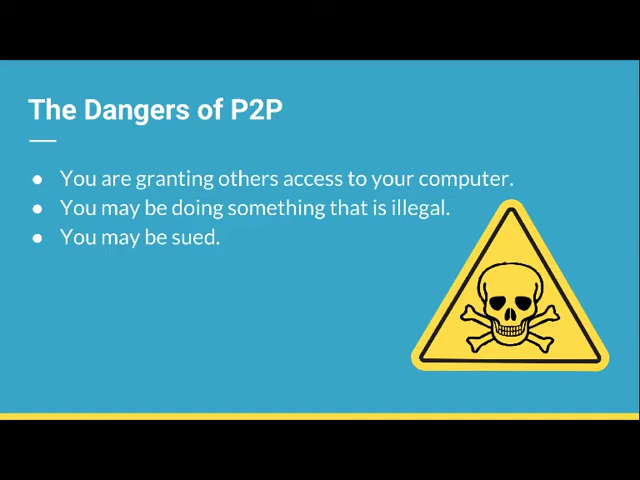 The Dangers of P2P
● You are granting others access to your computer.
● You may be doing something that is illegal.
● You may be sued.